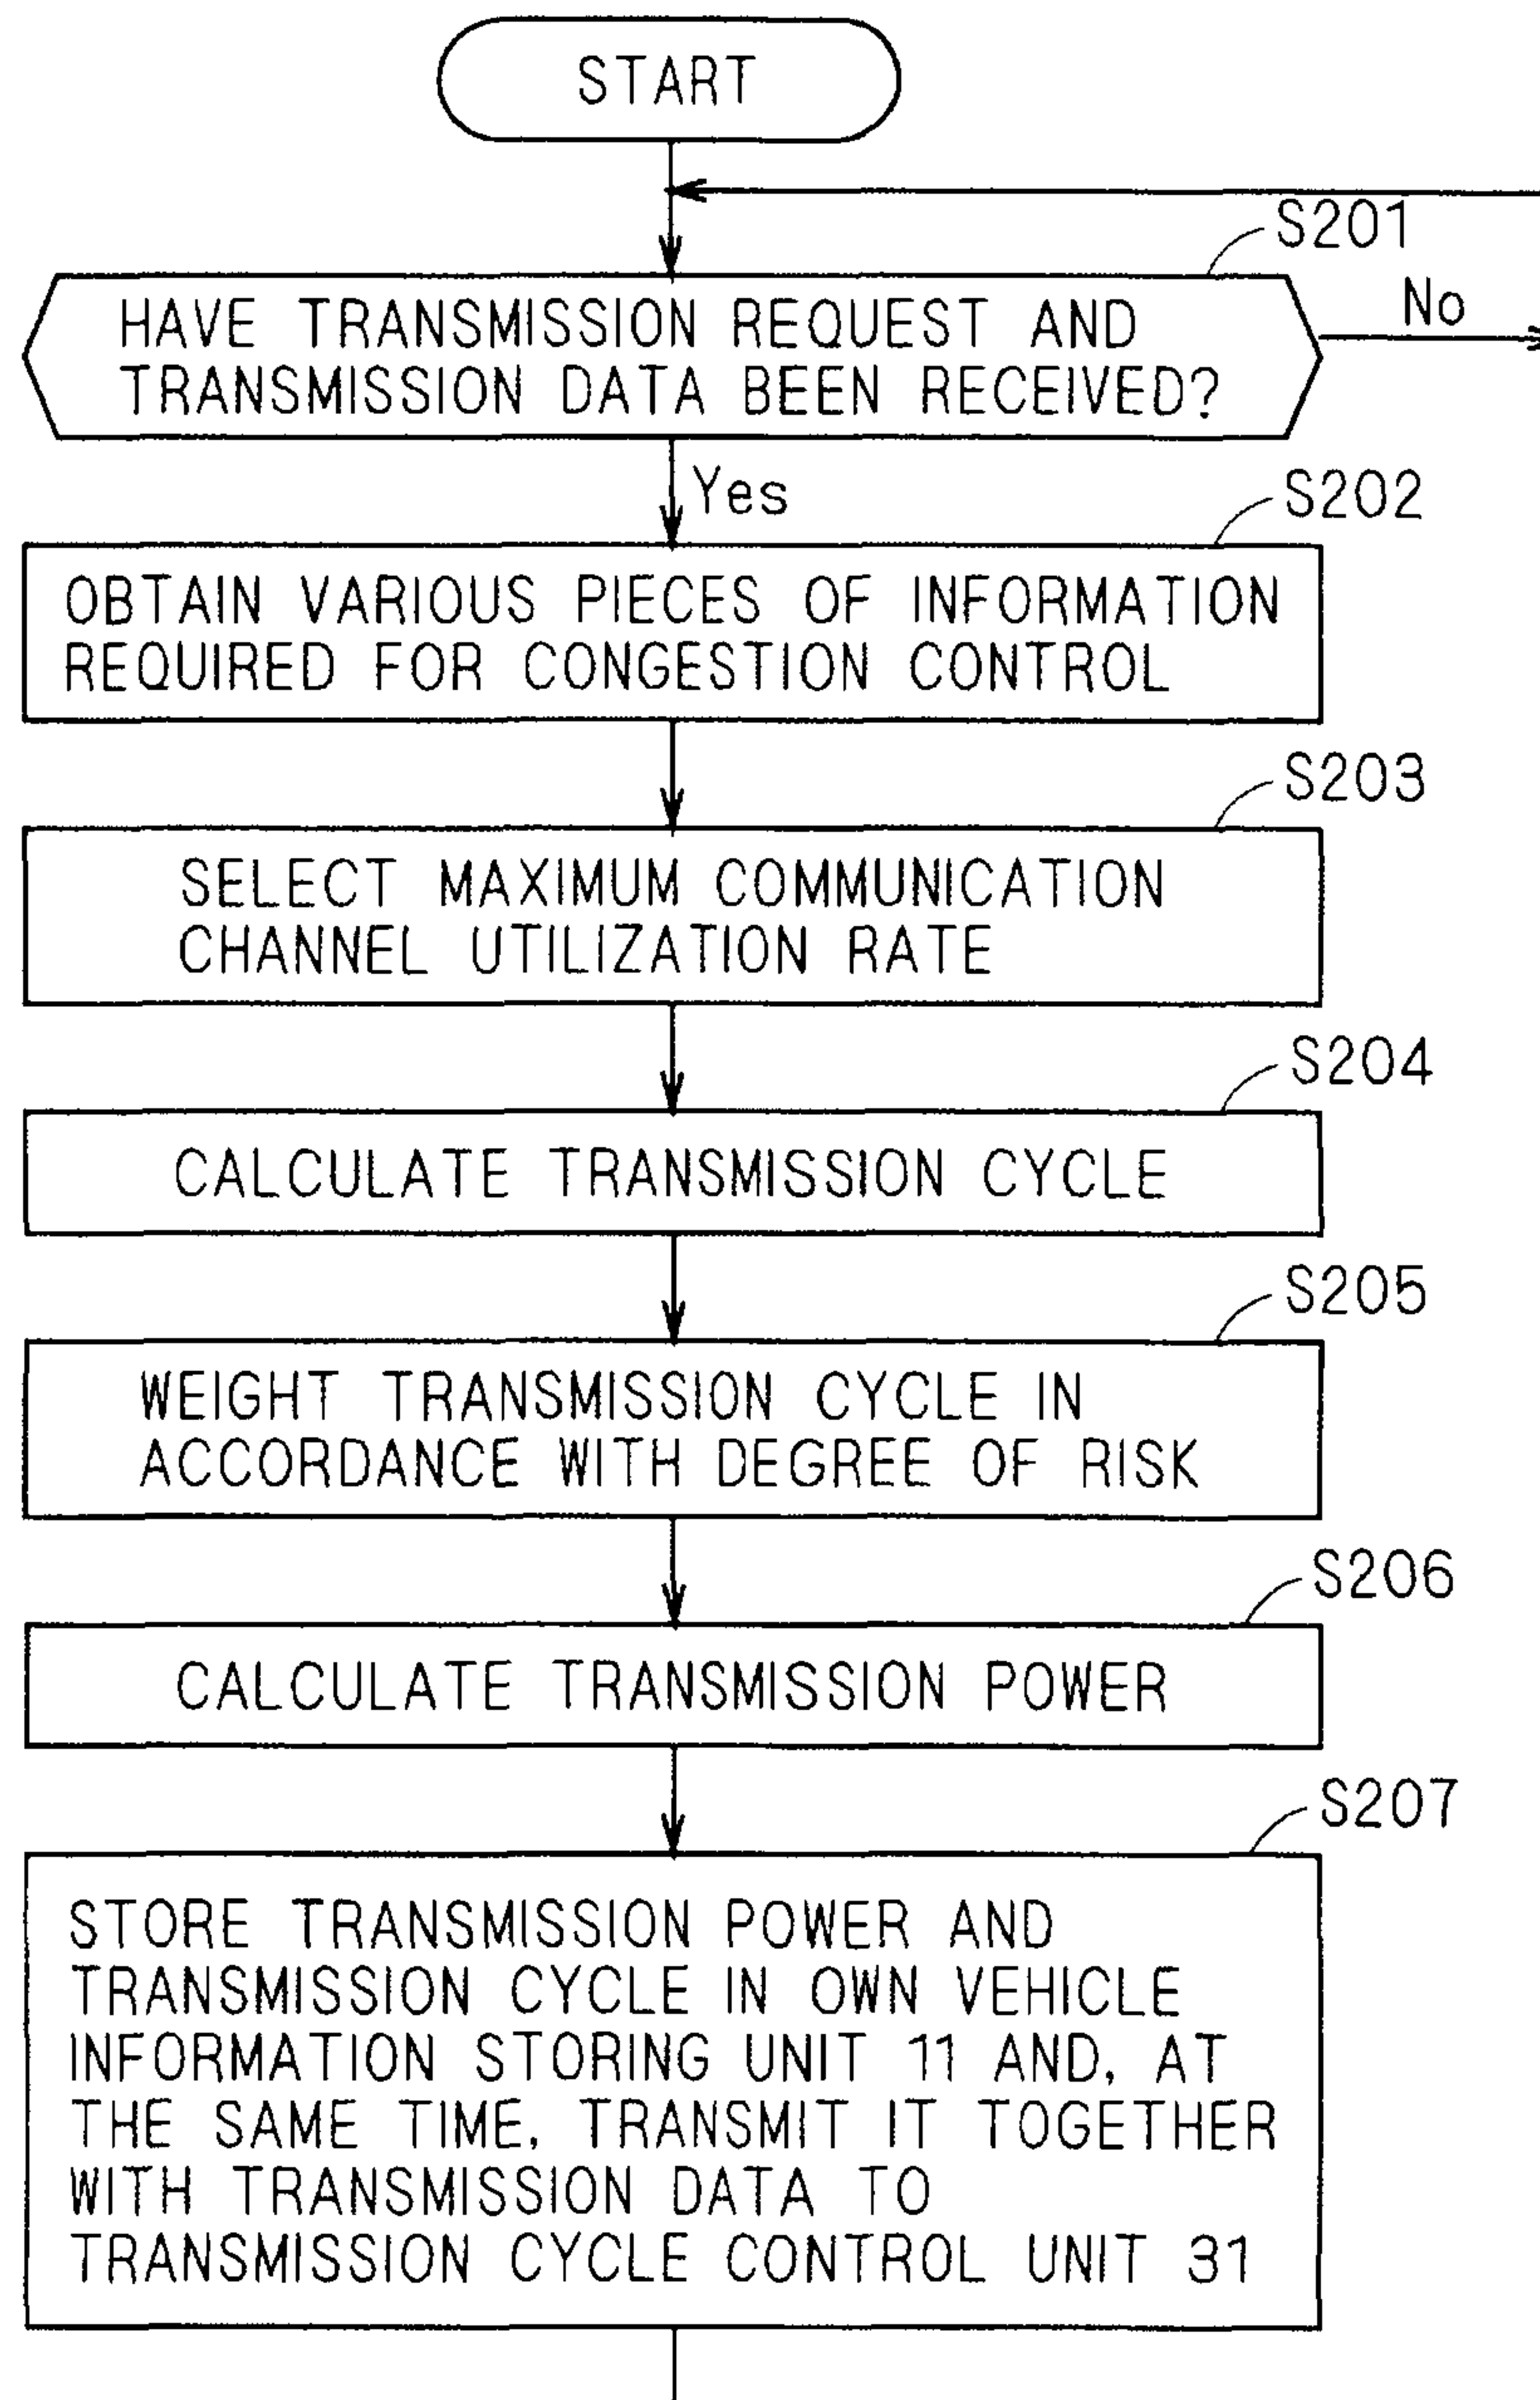 START
S201
HAVE TRANSMISSION REQUEST AND
TRANSMISSION DATA BEEN RECEIVED?
No
Yes
S202
OBTAIN VARIOUS PIECES OF INFORMATION
REQUIRED FOR CONGESTION CONTROL
S203
SELECT MAXIMUM COMMUNICATION
CHANNEL UTILIZATION RATE
S204
CALCULATE TRANSMISSION CYCLE
S205
WEIGHT TRANSMISSION CYCLE IN
ACCORDANCE WITH DEGREE OF RISK
S206
CALCULATE TRANSMISSION POWER
S207
STORE TRANSMISSION POWER AND
TRANSMISSION CYCLE IN OWN VEHICLE
INFORMATION STORING UNIT 11 AND, AT
THE SAME TIME, TRANSMIT IT TOGETHER
WITH TRANSMISSION DATA TO
TRANSMISSION CYCLE CONTROL UNIT 31